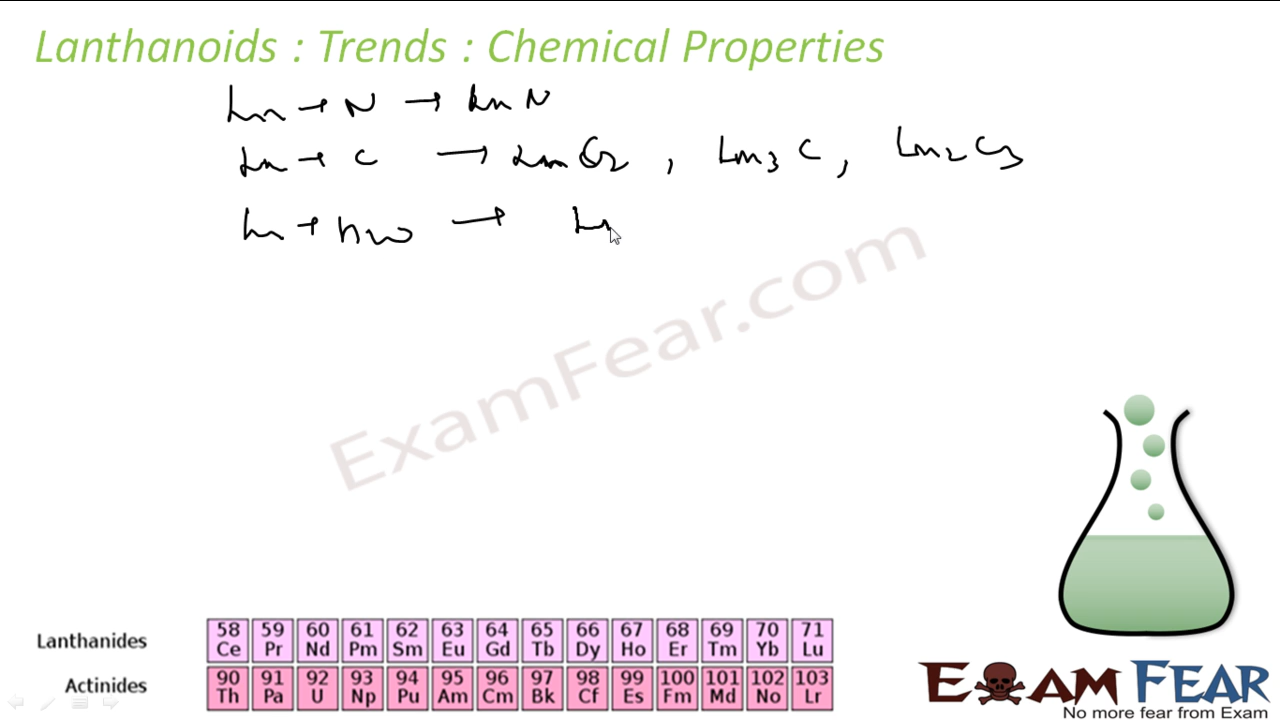 Lanthanoids : Trends : Chemical Properties
Ln + N → LnN
Ln + C → LnC2 , Ln3C , Ln2C3
Ln + →  Ln
ExamFear.com
Lanthanides 58 Ce 59 Pr 60 Nd 61 Pm 62 Sm 63 Eu 64 Gd 65 Tb 66 Dy 67 Ho 68 Er 69 Tm 70 Yb 71 Lu
Actinides 90 Th 91 Pa 92 U 93 Np 94 Pu 95 Am 96 Cm 97 Bk 98 Cf 99 Es 100 Fm 101 Md 102 No 103 Lr
EXAM FEAR
No more fear from Exam